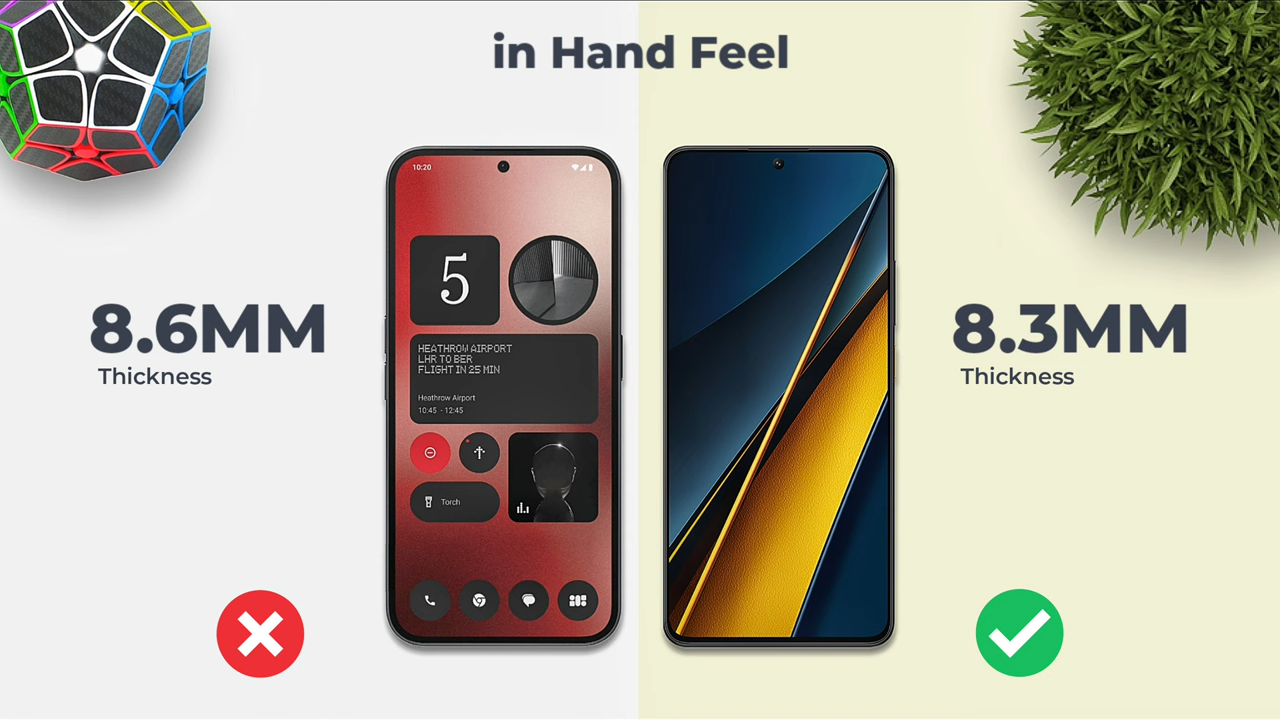 in Hand Feel
10:20
5
HEATHROW AIRPORT
LHR TO BER
FLIGHT IN 25 MIN
Heathrow Airport
10:45 - 12:45
Torch
8.6MM
Thickness
8.3MM
Thickness